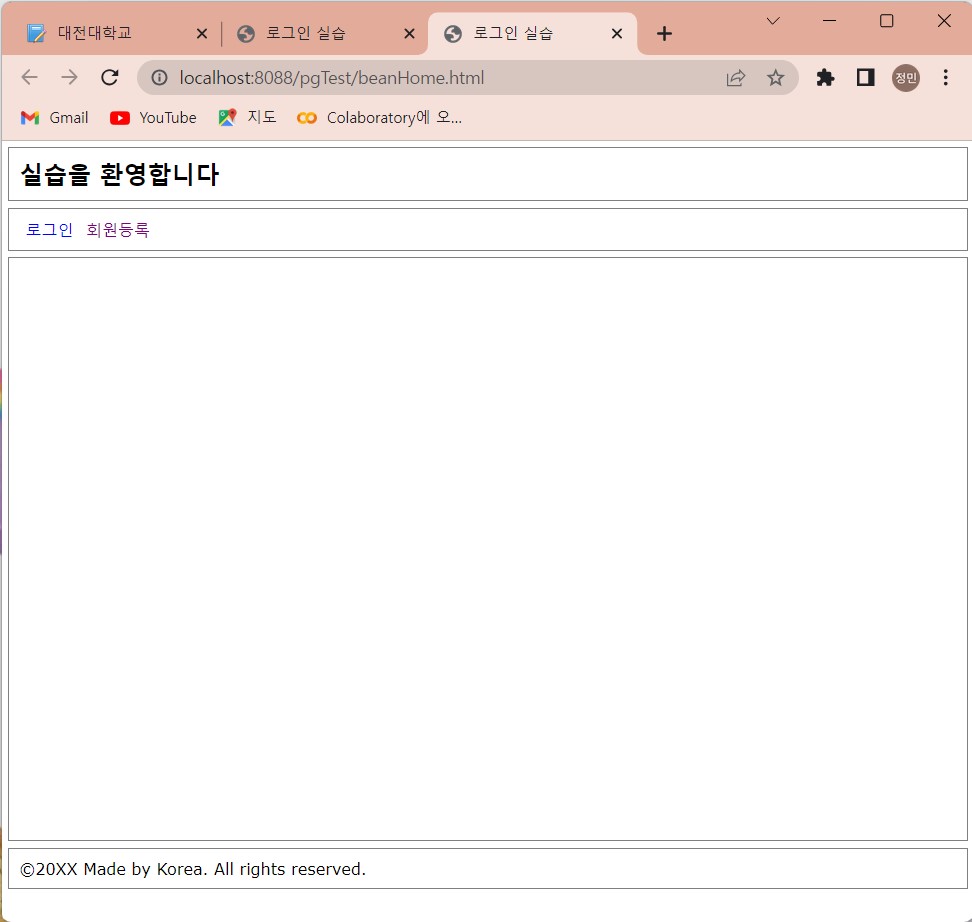 대전대학교
로그인 실습
로그인 실습
localhost:8088/pgTest/beanHome.html
정민
Gmail YouTube 지도 Colaboratory에 오...
실습을 환영합니다
로그인 회원등록
©20XX Made by Korea. All rights reserved.